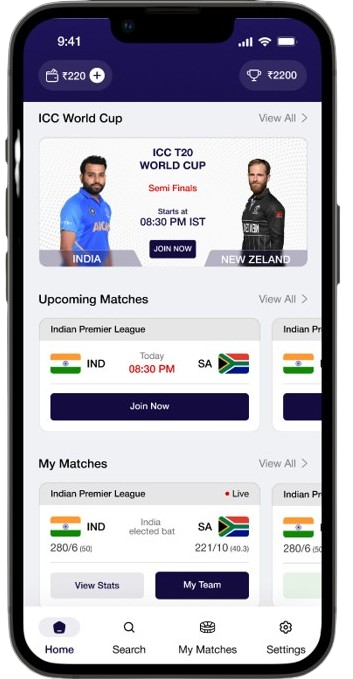 9:41
₹220
₹2200
ICC World Cup
View All
ICC T20
WORLD CUP
Semi Finals
Starts at
08:30 PM IST
JOIN NOW
INDIA
NEW ZELAND
Upcoming Matches
View All
Indian Premier League
Indian Pr
IND
Today
08:30 PM
SA
Join Now
My Matches
View All
Indian Premier League
Live
Indian Pr
IND
India
elected bat
SA
280/6 (50)
221/10 (40.3)
280/6 (50
View Stats
My Team
Home
Search
My Matches
Settings